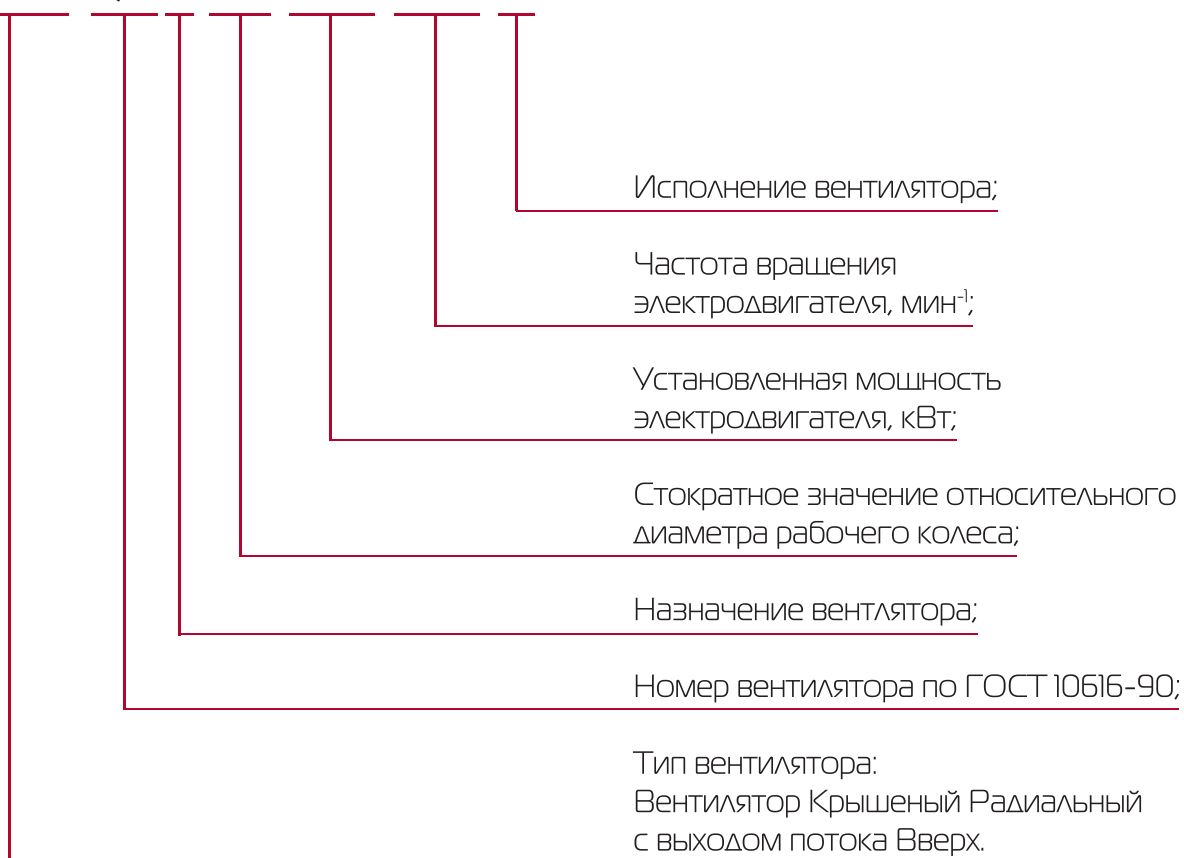 Исполнение вентилятора;
Частота вращения
электродвигателя, мин⁻¹;
Установленная мощность
электродвигателя, кВт;
Стократное значение относительного
диаметра рабочего колеса;
Назначение вентлятора;
Номер вентилятора по ГОСТ 10616-90;
Тип вентилятора:
Вентилятор Крышеный Радиальный
с выходом потока Вверх.